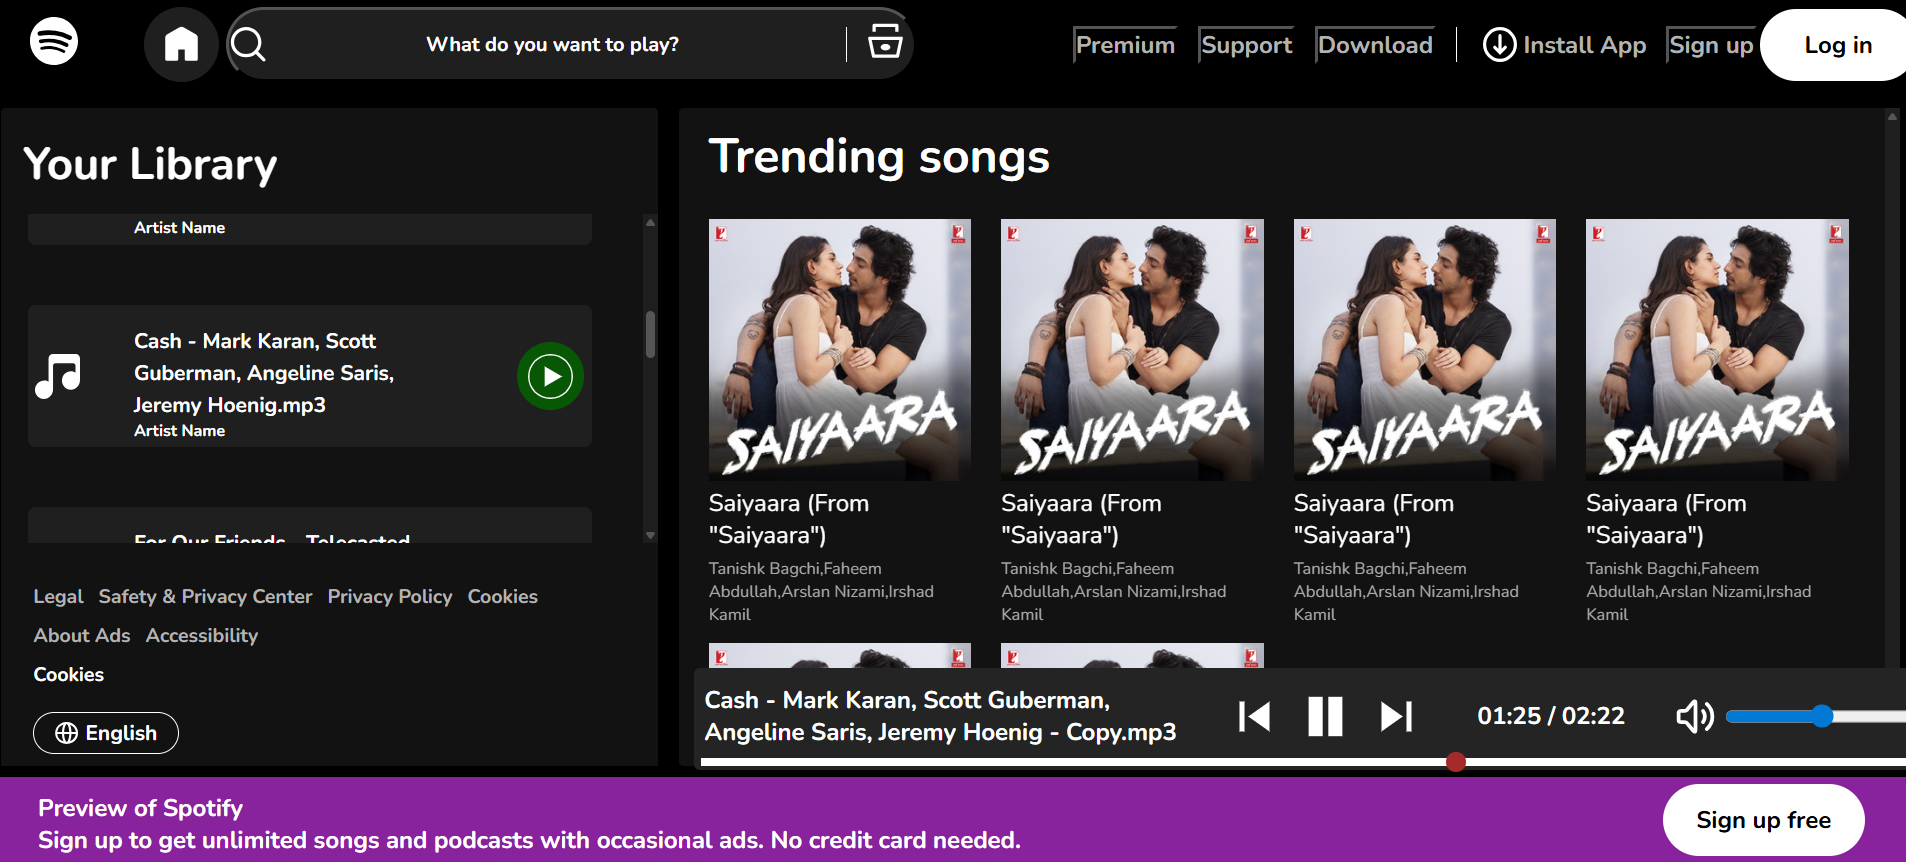 What do you want to play?
Premium
Support
Download
Install App
Sign up
Log in
Your Library
Artist Name
Cash - Mark Karan, Scott
Guberman, Angeline Saris,
Jeremy Hoenig.mp3
Artist Name
For Our Friends - Telecasted
Legal Safety & Privacy Center Privacy Policy Cookies
About Ads Accessibility
Cookies
English
Trending songs
SAIYAARA
SAIYAARA
SAIYAARA
SAIYAARA
Saiyaara (From
"Saiyaara")
Tanishk Bagchi,Faheem
Abdullah,Arslan Nizami,Irshad
Kamil
Saiyaara (From
"Saiyaara")
Tanishk Bagchi,Faheem
Abdullah,Arslan Nizami,Irshad
Kamil
Saiyaara (From
"Saiyaara")
Tanishk Bagchi,Faheem
Abdullah,Arslan Nizami,Irshad
Kamil
Saiyaara (From
"Saiyaara")
Tanishk Bagchi,Faheem
Abdullah,Arslan Nizami,Irshad
Kamil
Cash - Mark Karan, Scott Guberman,
Angeline Saris, Jeremy Hoenig - Copy.mp3
01:25 / 02:22
Preview of Spotify
Sign up to get unlimited songs and podcasts with occasional ads. No credit card needed.
Sign up free